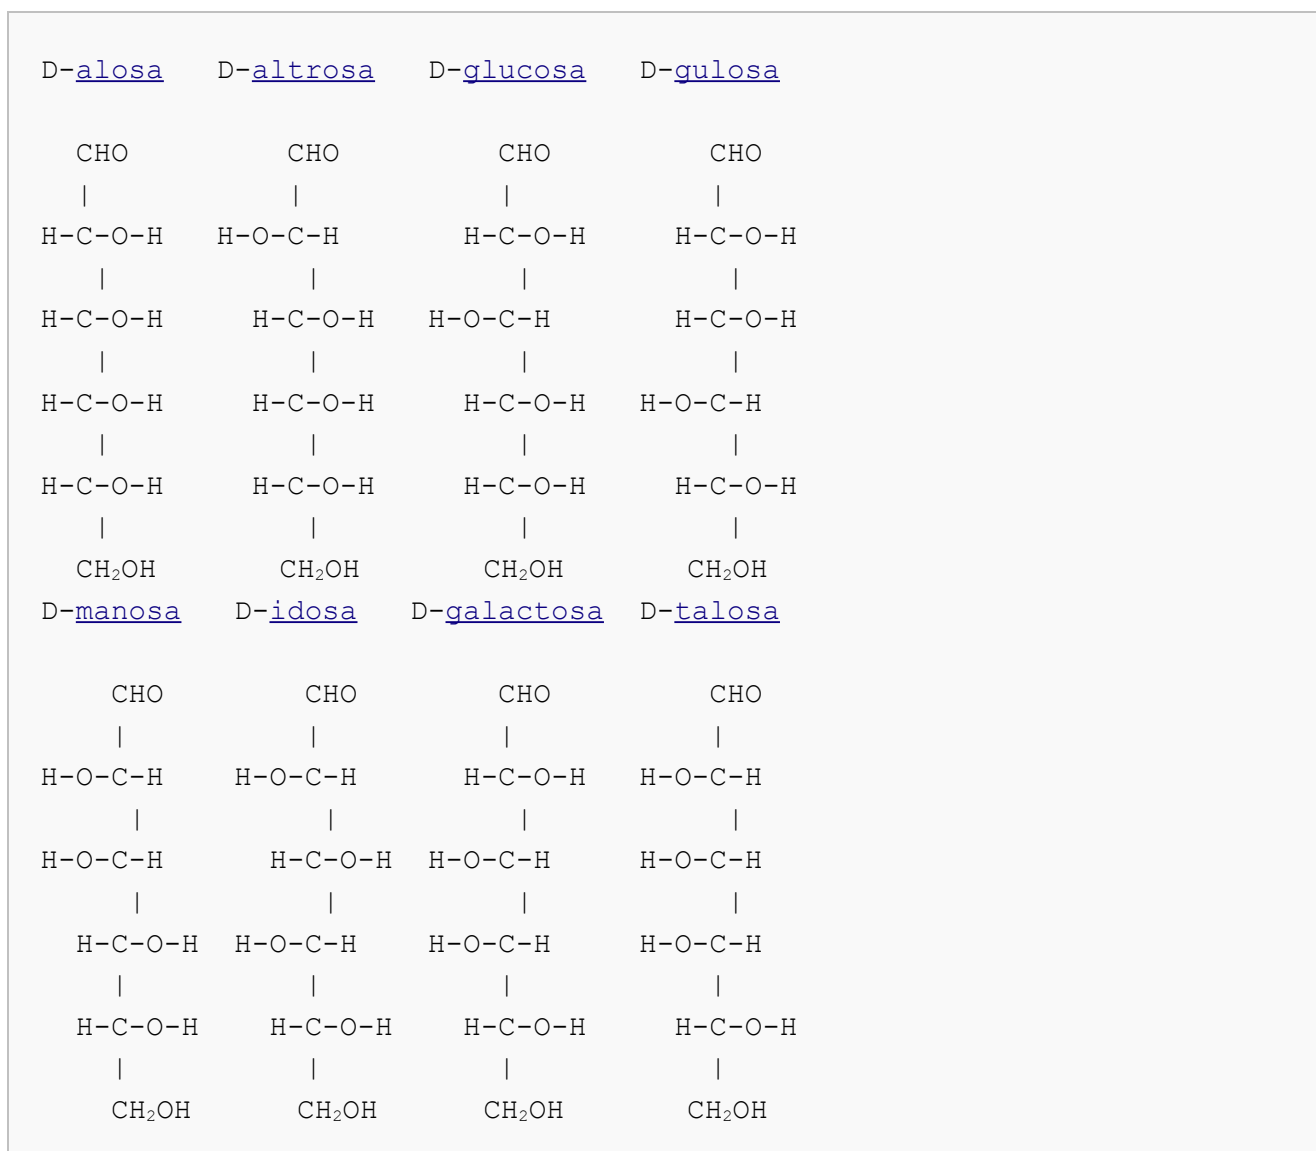 D-alosa   D-altrosa   D-glucosa   D-gulosa
  CHO         CHO         CHO         CHO
  |            |            |            |
H-C-O-H   H-O-C-H       H-C-O-H     H-C-O-H
   |            |            |            |
H-C-O-H     H-C-O-H   H-O-C-H       H-C-O-H
   |            |            |            |
H-C-O-H     H-C-O-H     H-C-O-H   H-O-C-H
   |            |            |            |
H-C-O-H     H-C-O-H     H-C-O-H     H-C-O-H
   |            |            |            |
  CH₂OH       CH₂OH       CH₂OH       CH₂OH
D-manosa   D-idosa   D-galactosa  D-talosa
    CHO        CHO        CHO         CHO
    |           |          |           |
H-O-C-H    H-O-C-H      H-C-O-H   H-O-C-H
     |           |           |           |
H-O-C-H      H-C-O-H  H-O-C-H     H-O-C-H
     |           |           |           |
  H-C-O-H  H-O-C-H    H-O-C-H     H-O-C-H
    |           |          |           |
  H-C-O-H    H-C-O-H    H-C-O-H     H-C-O-H
    |           |          |           |
    CH₂OH      CH₂OH      CH₂OH       CH₂OH